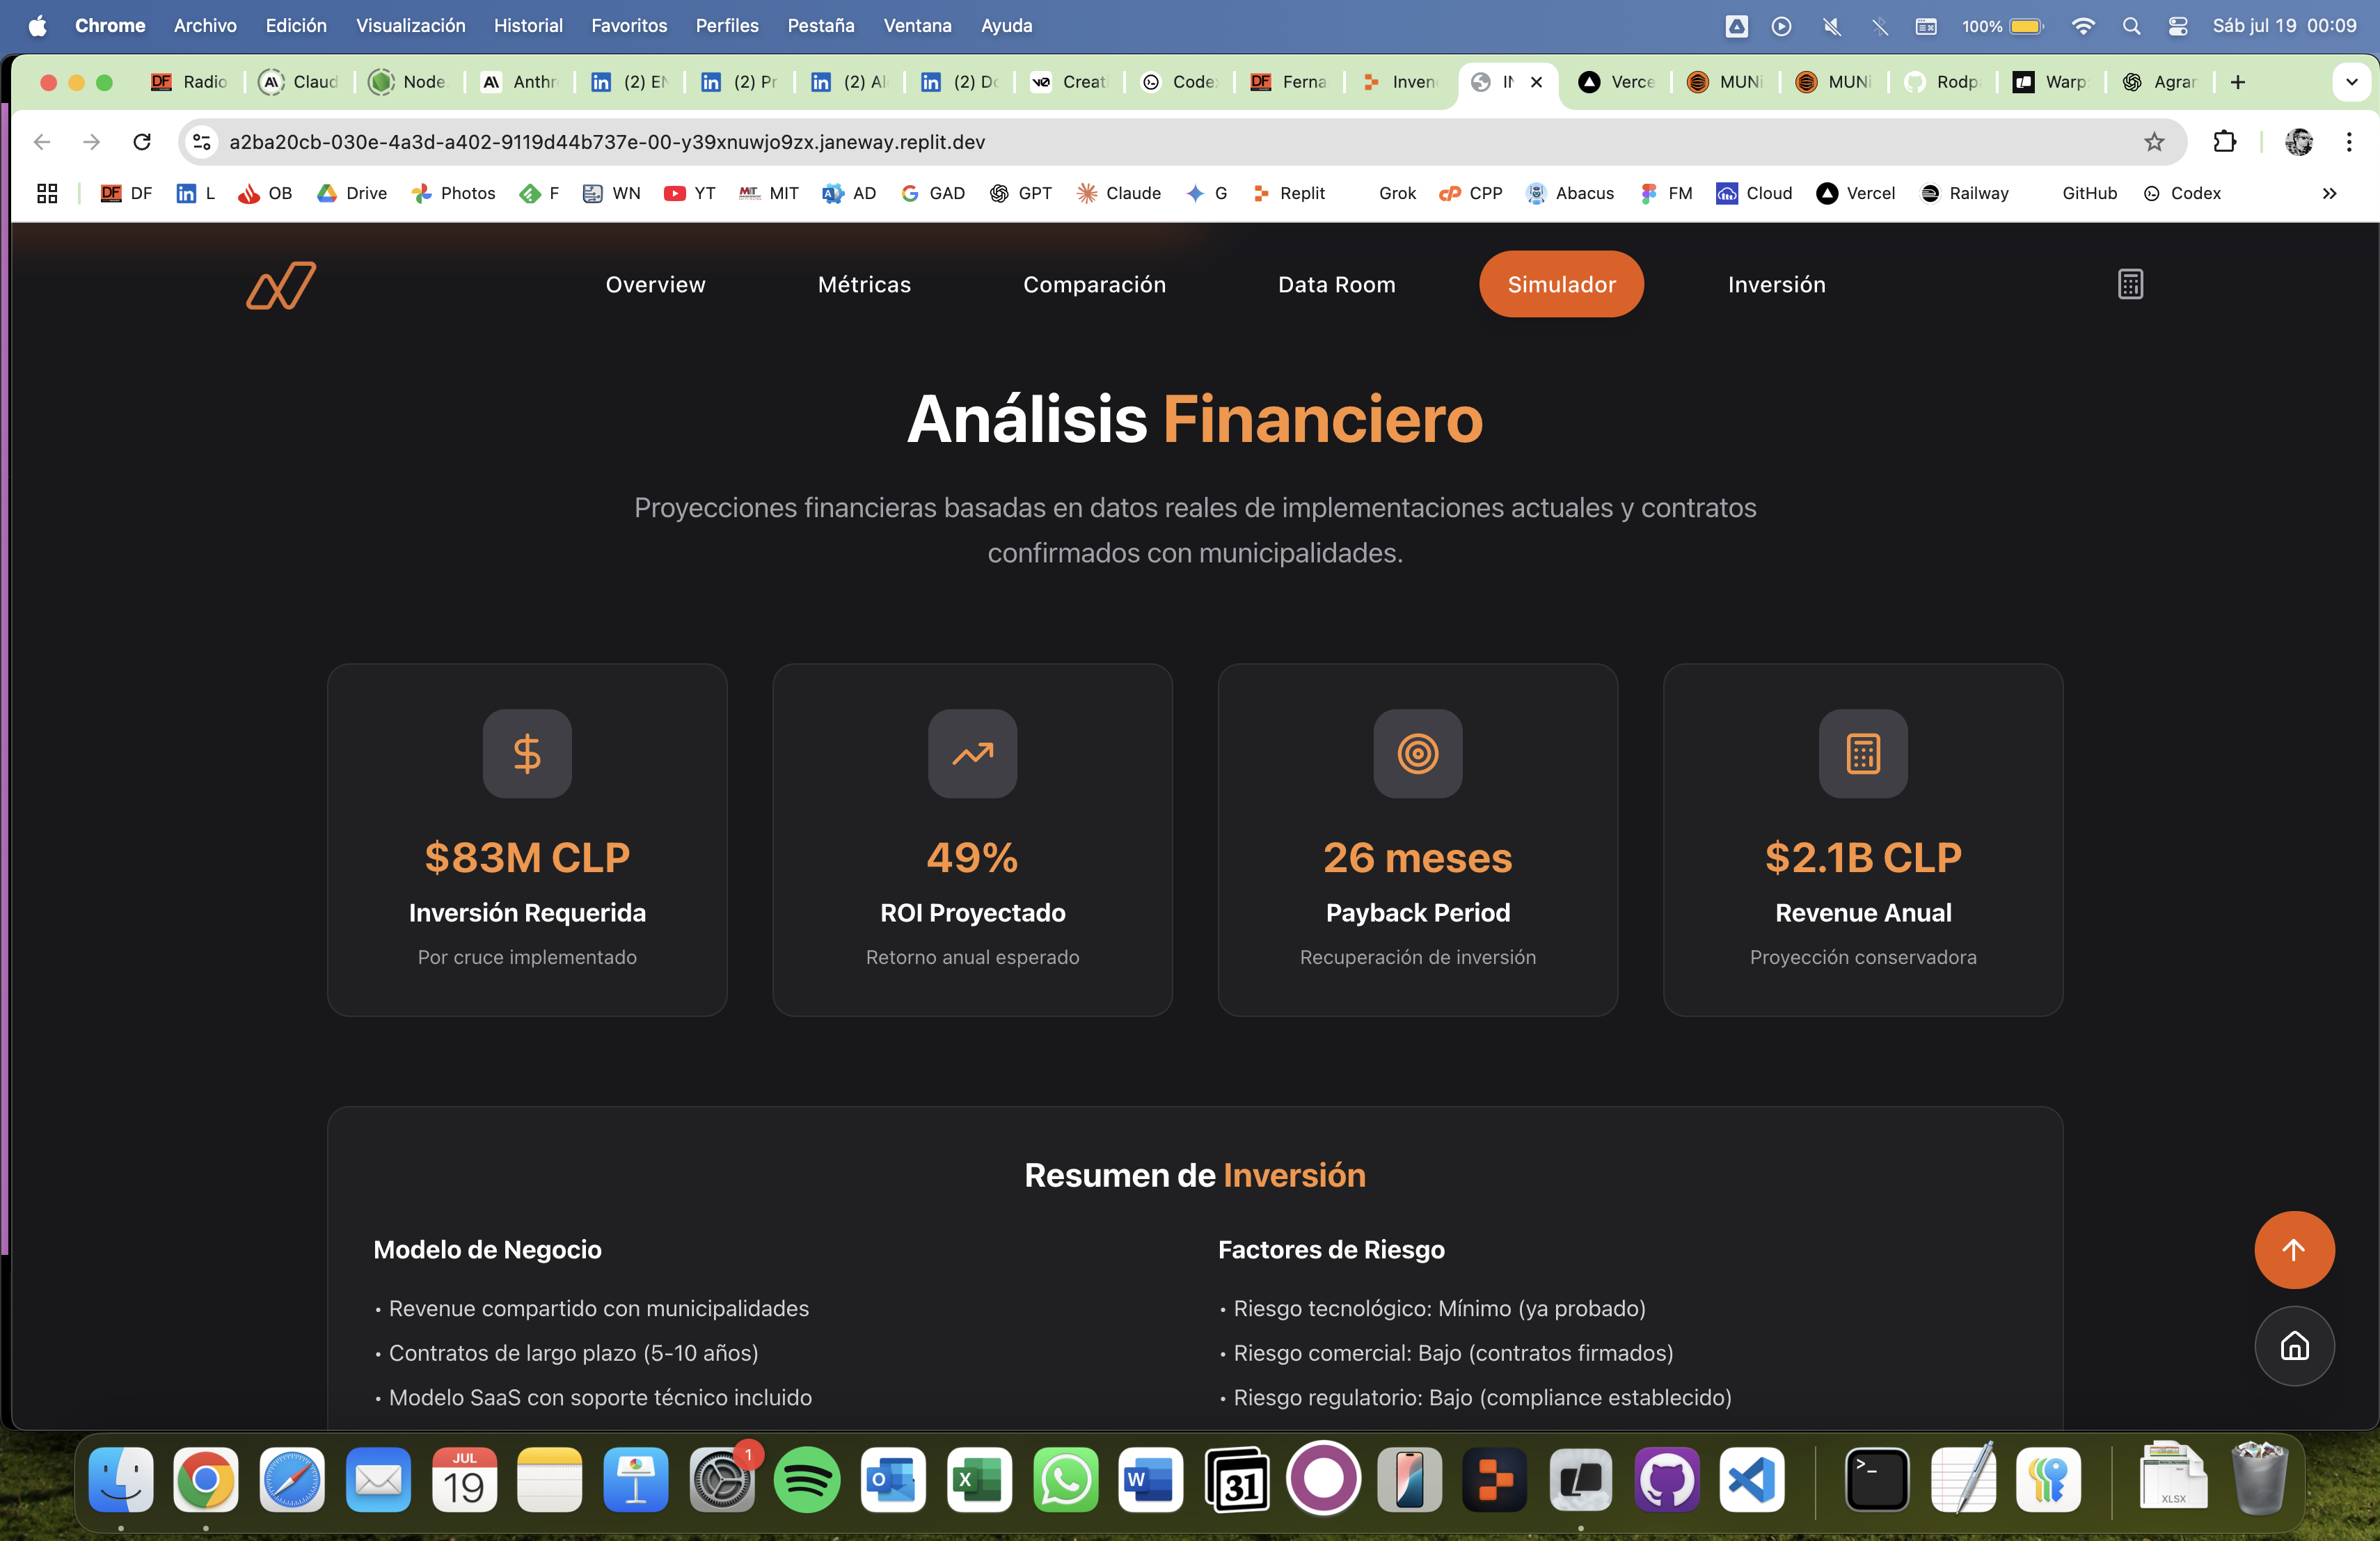 Chrome Archivo Edición Visualización Historial Favoritos Perfiles Pestaña Ventana Ayuda 100% Sáb jul 19 00:09
DF Radio Claud Node Anthr (2) EN (2) Pr (2) Al (2) Do v0 Creati Code DF Ferna Inven IN Verce MUNi MUNi Rodp Warp Agrar
a2ba20cb-030e-4a3d-a402-9119d44b737e-00-y39xnuwjo9zx.janeway.replit.dev
DF L OB Drive Photos F WN YT MIT AD GAD GPT Claude G Replit Grok CPP Abacus FM Cloud Vercel Railway GitHub Codex
Overview Métricas Comparación Data Room Simulador Inversión
Análisis Financiero
Proyecciones financieras basadas en datos reales de implementaciones actuales y contratos
confirmados con municipalidades.
$83M CLP
Inversión Requerida
Por cruce implementado
49%
ROI Proyectado
Retorno anual esperado
26 meses
Payback Period
Recuperación de inversión
$2.1B CLP
Revenue Anual
Proyección conservadora
Resumen de Inversión
Modelo de Negocio
• Revenue compartido con municipalidades
• Contratos de largo plazo (5-10 años)
• Modelo SaaS con soporte técnico incluido
Factores de Riesgo
• Riesgo tecnológico: Mínimo (ya probado)
• Riesgo comercial: Bajo (contratos firmados)
• Riesgo regulatorio: Bajo (compliance establecido)
JUL
19
1
31
XLSX